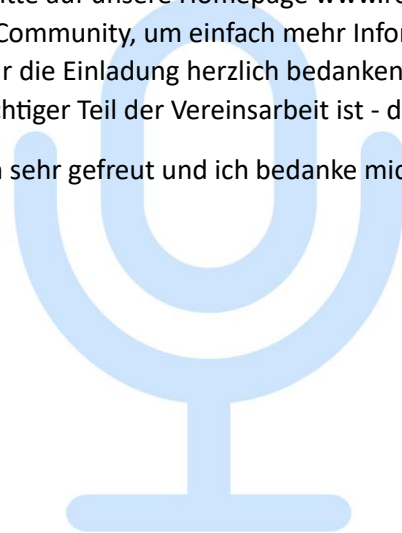 auf unsere Homepage
Community, um einfach mehr
die Einladung herzlich bedanken
Teil der Vereinsarbeit ist - d
sehr gefreut und ich bedanke